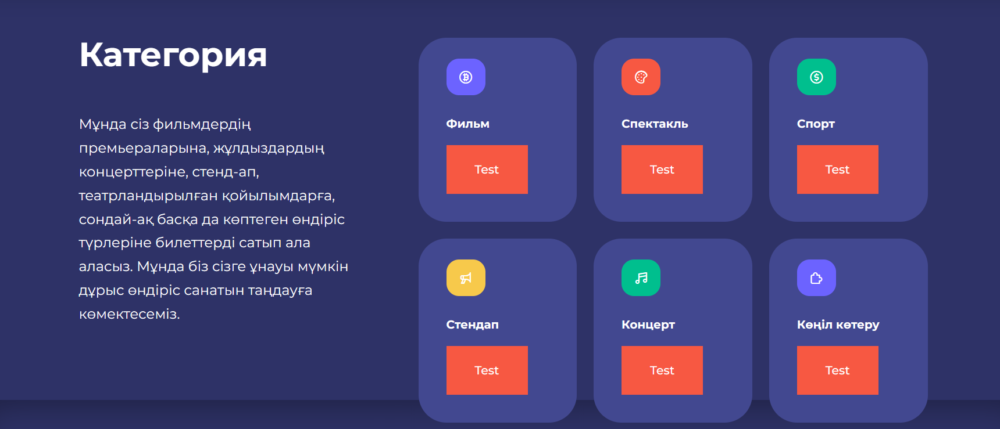 Категория
Мұнда сіз фильмдердің
премьераларына, жұлдыздардың
концерттеріне, стенд-ап,
театрландырылған қойылымдарға,
сондай-ақ басқа да көптеген өндіріс
түрлеріне билеттерді сатып ала
аласыз. Мұнда біз сізге ұнауы мүмкін
дұрыс өндіріс санатын таңдауға
көмектесеміз.
Фильм
Test
Спектакль
Test
Спорт
Test
Стендап
Test
Концерт
Test
Көңіл көтеру
Test